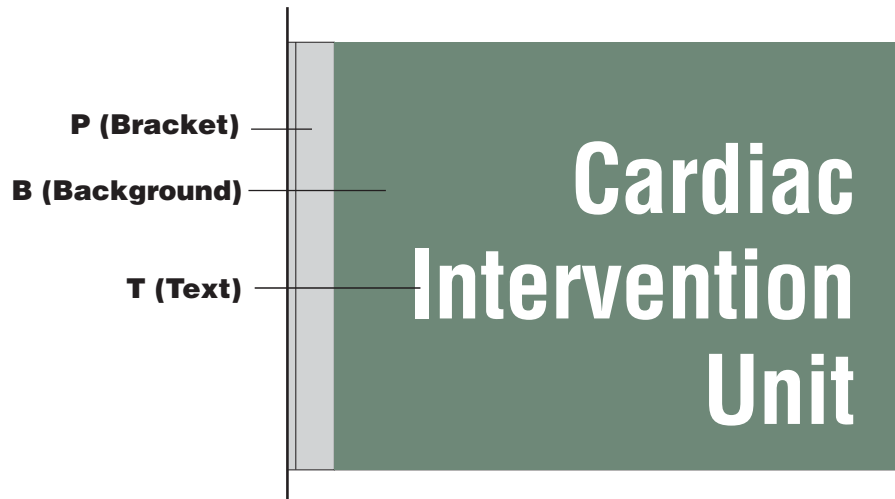 P (Bracket)
B (Background)
T (Text)
Cardiac
Intervention
Unit